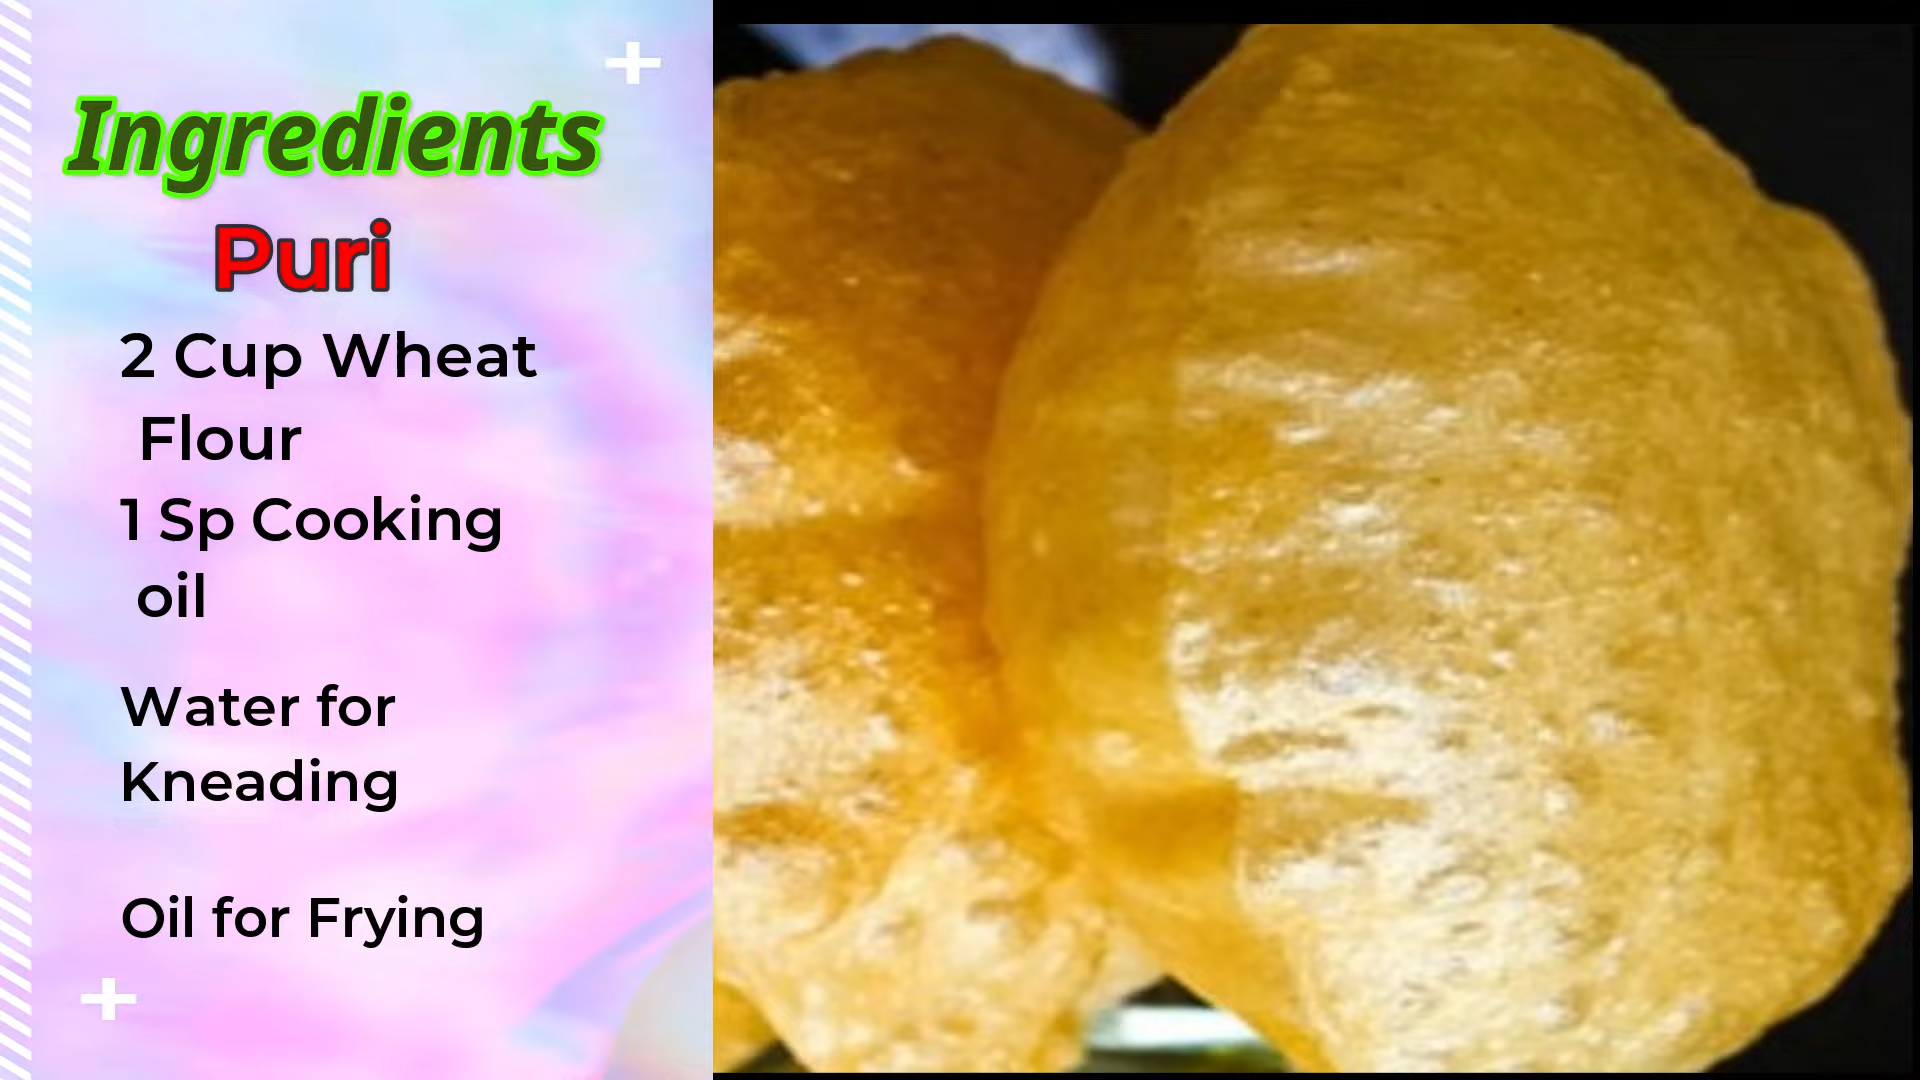 Ingredients
Puri
2 Cup Wheat
Flour
1 Sp Cooking
oil
Water for
Kneading
Oil for Frying